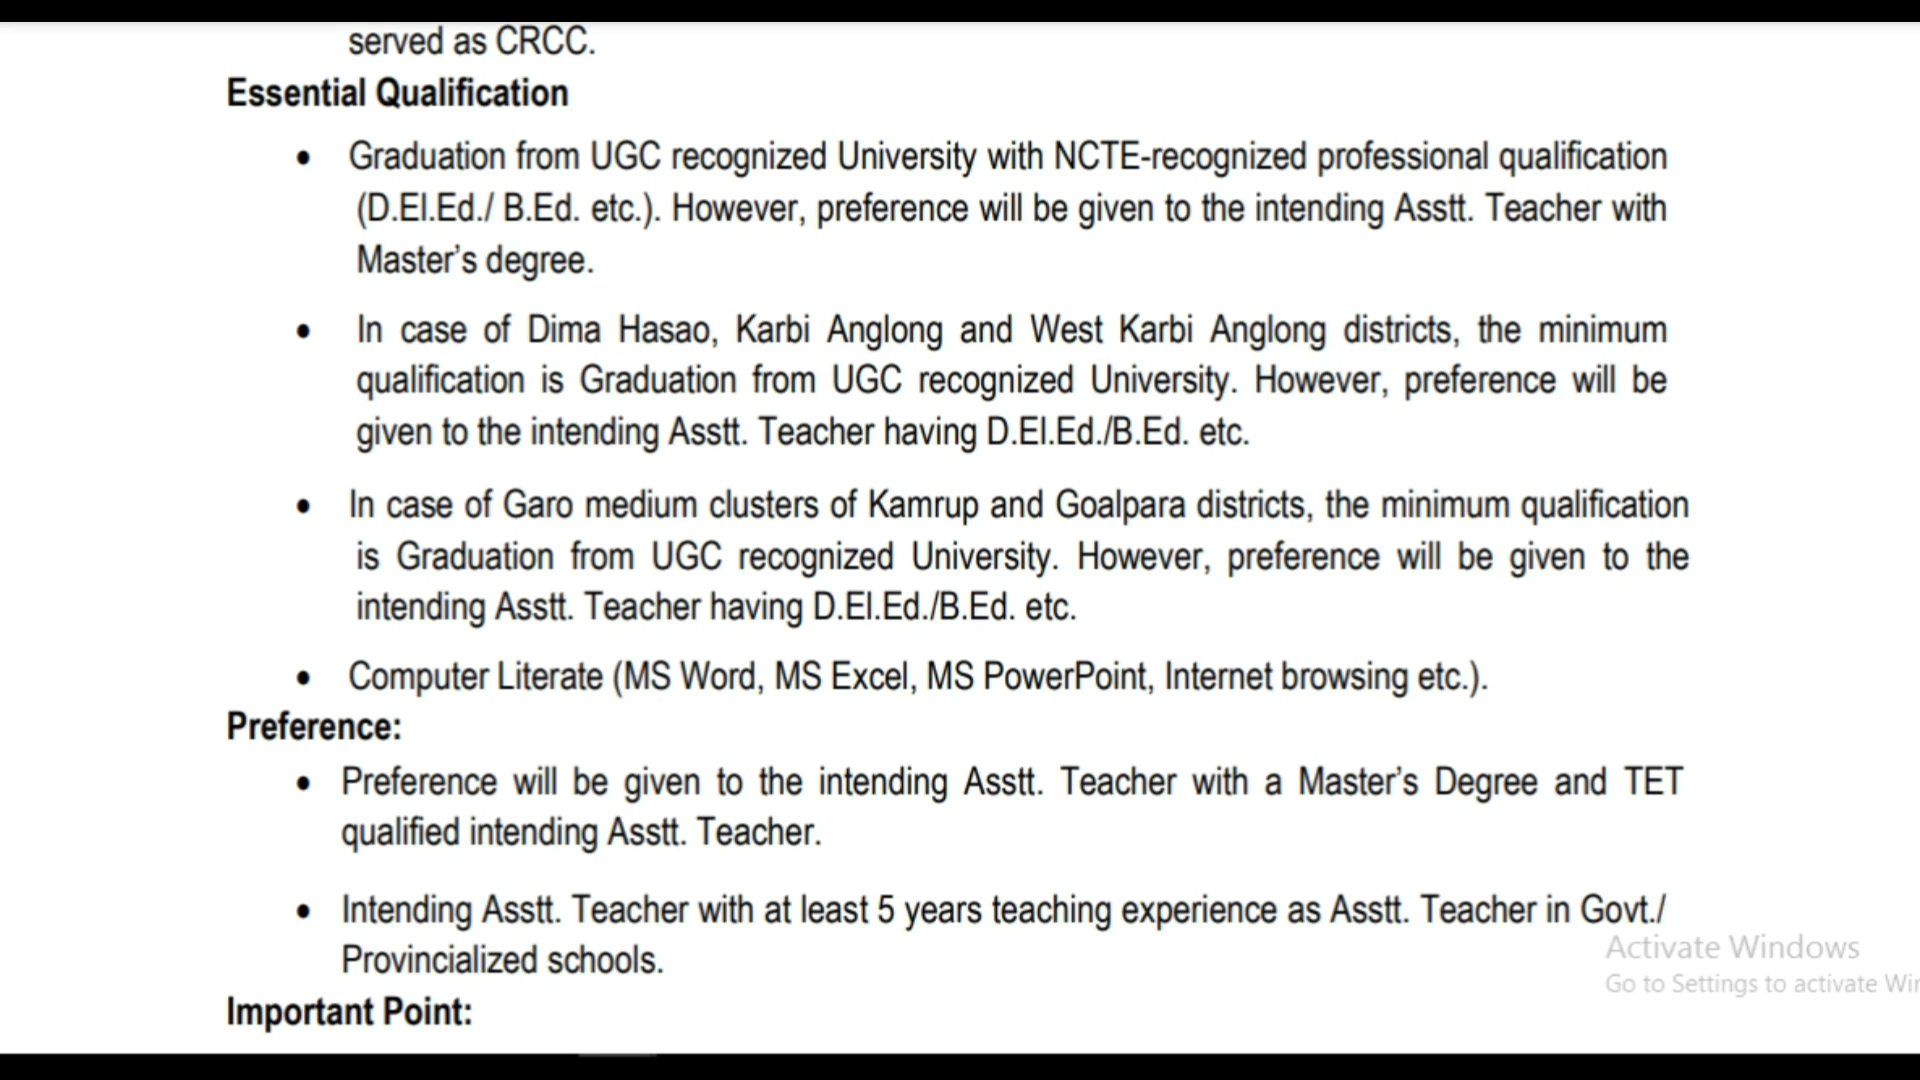 served as CRCC.
Essential Qualification
• Graduation from UGC recognized University with NCTE-recognized professional qualification
(D.El.Ed./ B.Ed. etc.). However, preference will be given to the intending Asstt. Teacher with
Master’s degree.
• In case of Dima Hasao, Karbi Anglong and West Karbi Anglong districts, the minimum
qualification is Graduation from UGC recognized University. However, preference will be
given to the intending Asstt. Teacher having D.El.Ed./B.Ed. etc.
• In case of Garo medium clusters of Kamrup and Goalpara districts, the minimum qualification
is Graduation from UGC recognized University. However, preference will be given to the
intending Asstt. Teacher having D.El.Ed./B.Ed. etc.
• Computer Literate (MS Word, MS Excel, MS PowerPoint, Internet browsing etc.).
Preference:
• Preference will be given to the intending Asstt. Teacher with a Master’s Degree and TET
qualified intending Asstt. Teacher.
• Intending Asstt. Teacher with at least 5 years teaching experience as Asstt. Teacher in Govt./
Provincialized schools.
Important Point:
Activate Windows
Go to Settings to activate Win